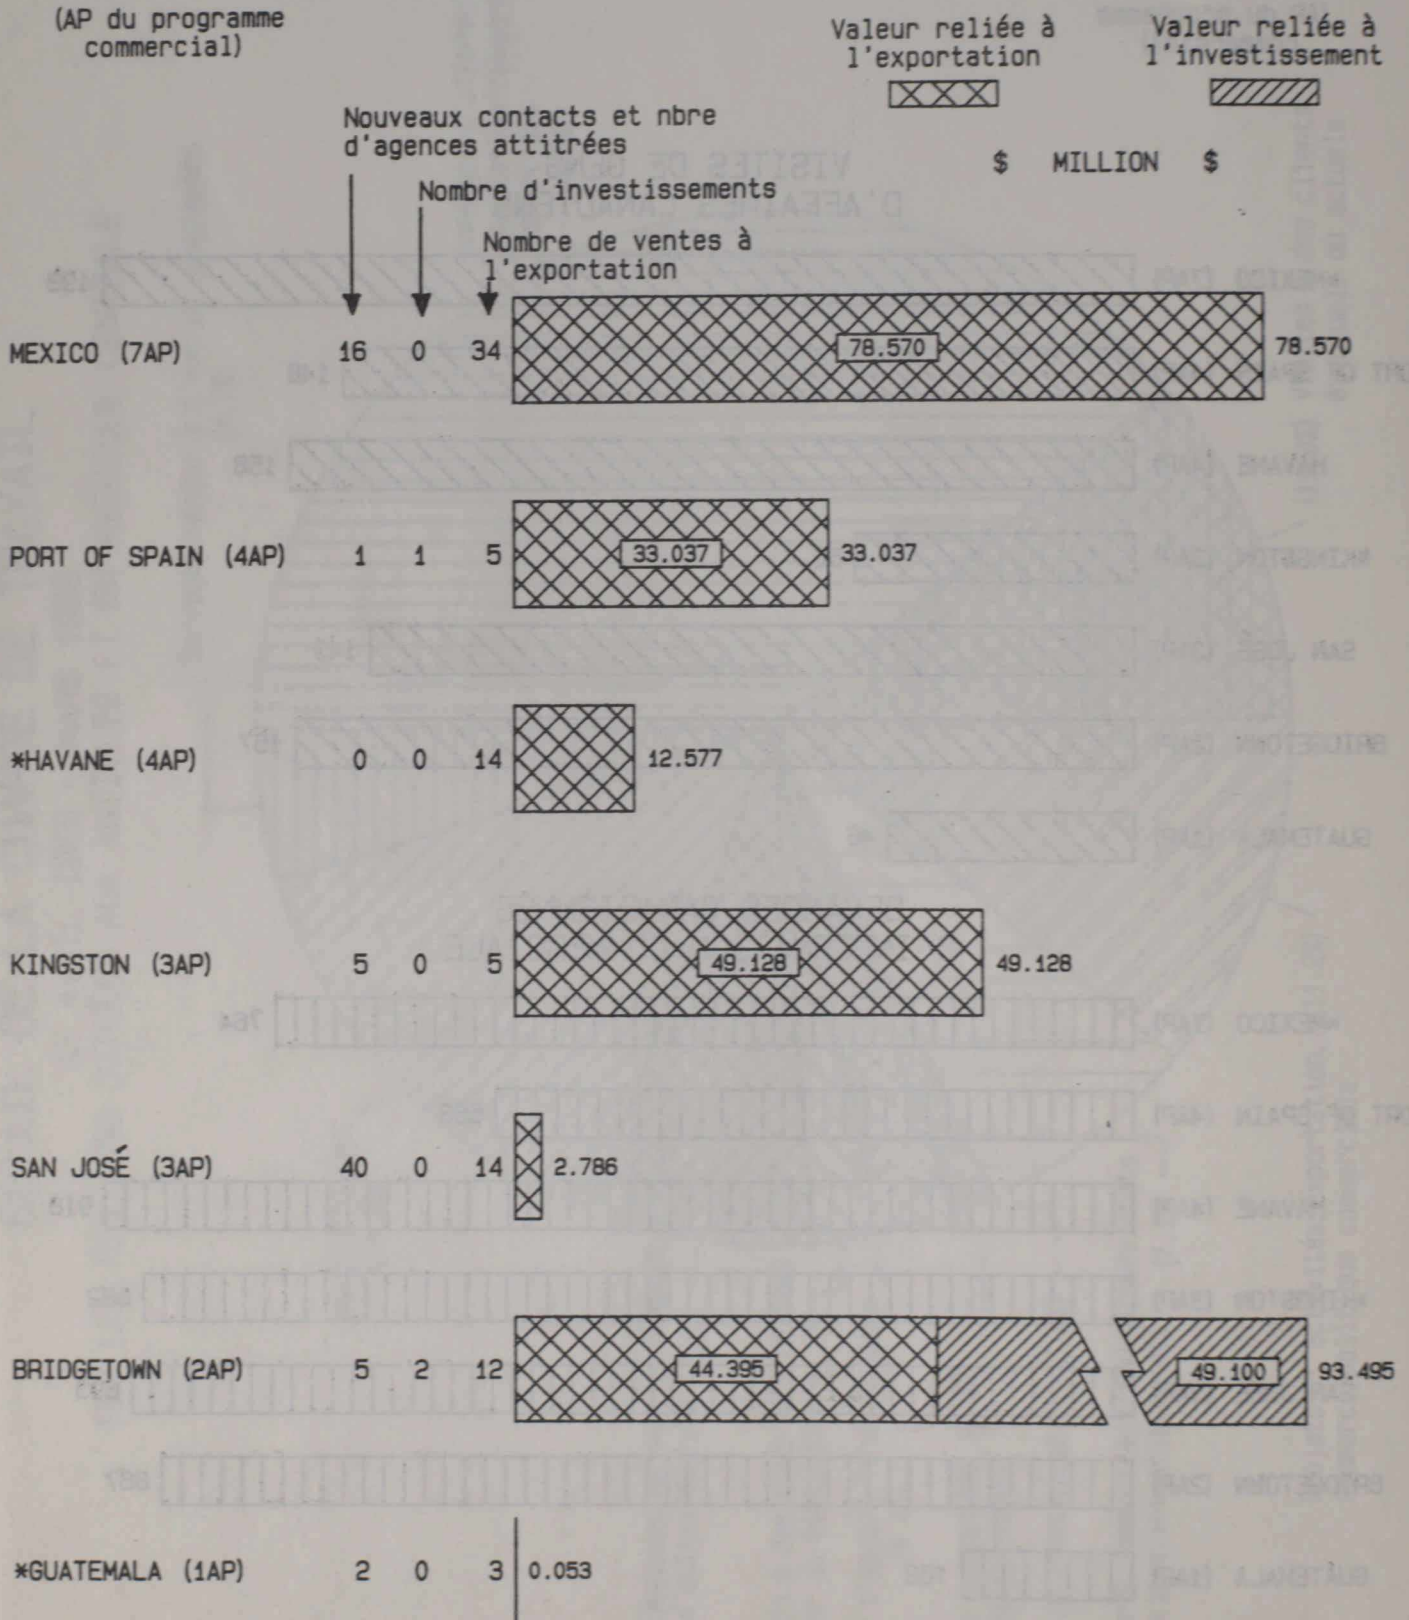 (AP du programme
commercial)
Valeur reliée à
l'exportation
Valeur reliée à
l'investissement
Nouveaux contacts et nbre
d'agences attitrées
$ MILLION $
Nombre d'investissements
Nombre de ventes à
l'exportation
MEXICO (7AP) 16 0 34 78.570 78.570
PORT OF SPAIN (4AP) 1 1 5 33.037 33.037
*HAVANE (4AP) 0 0 14 12.577
KINGSTON (3AP) 5 0 5 49.128 49.128
SAN JOSÉ (3AP) 40 0 14 2.786
BRIDGETOWN (2AP) 5 2 12 44.395 49.100 93.495
*GUATEMALA (1AP) 2 0 3 0.053